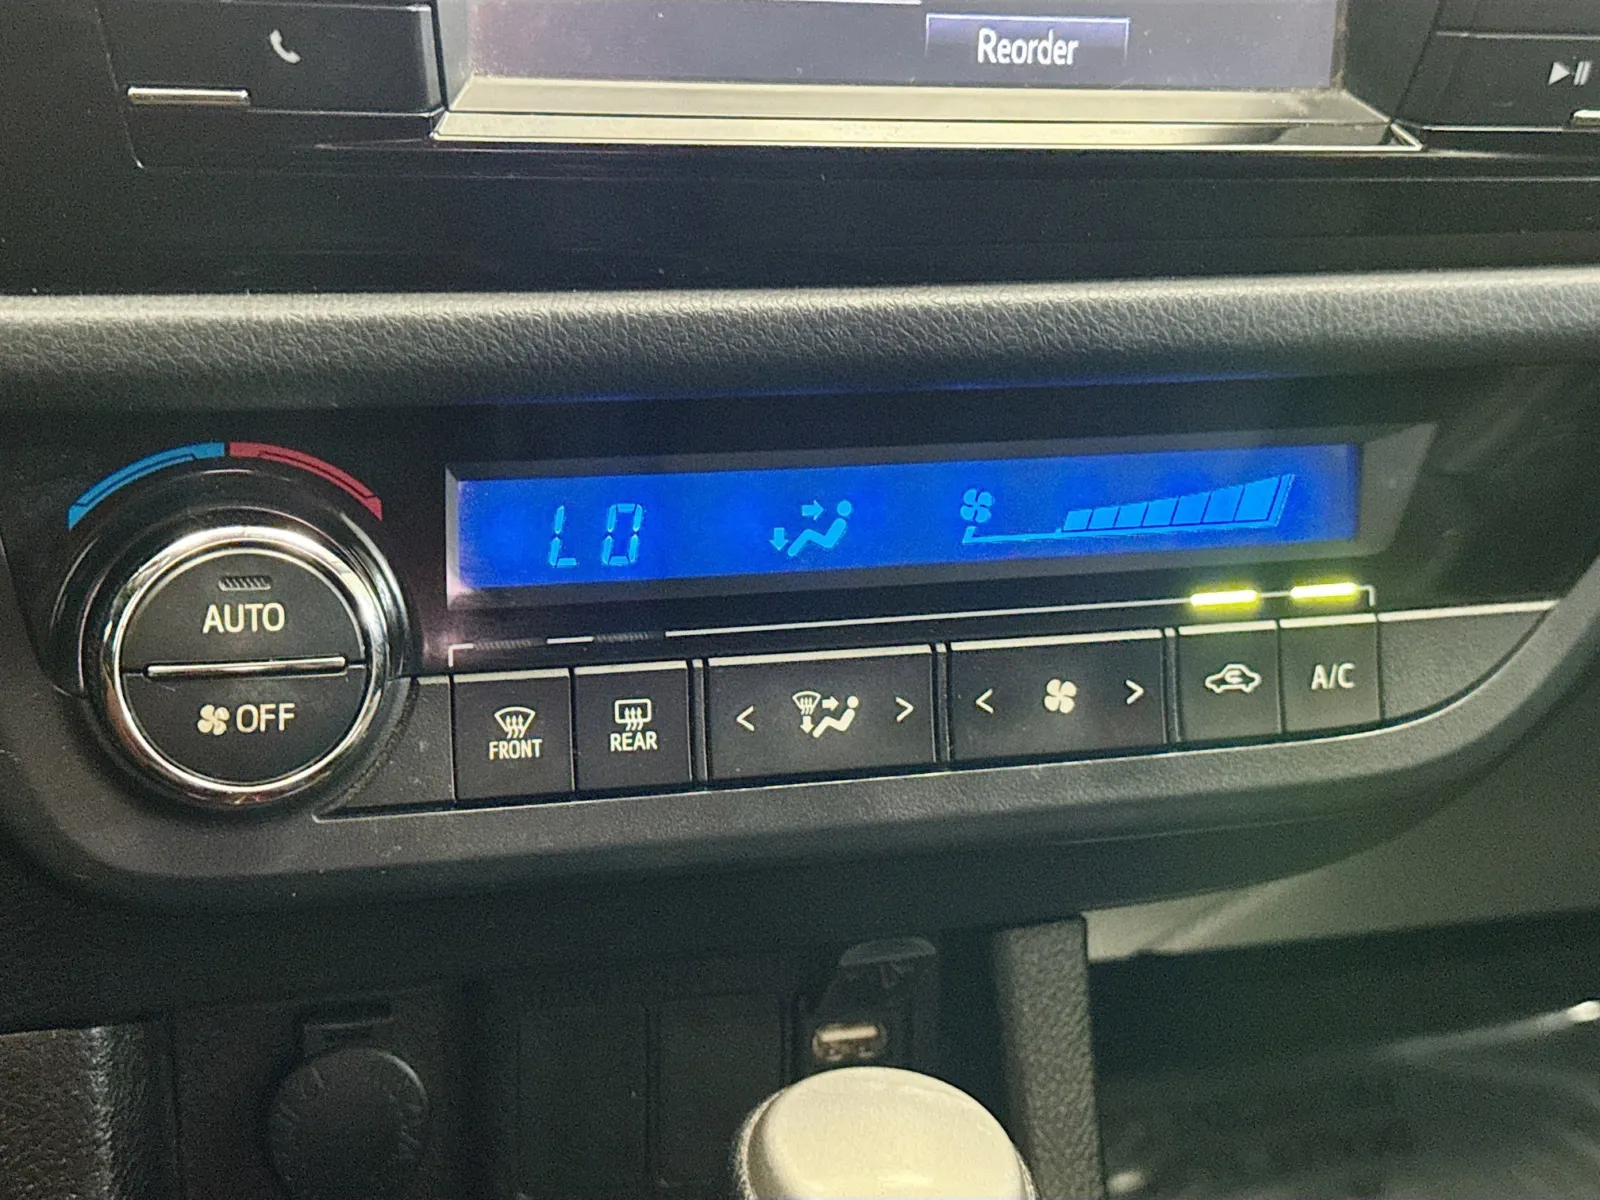 Reorder
LO
AUTO
OFF
FRONT
REAR
< >
< >
A/C